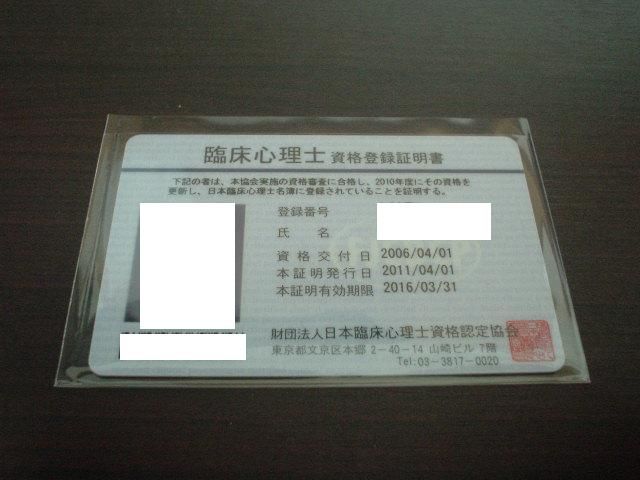 臨床心理士 資格登録証明書
下記の者は、本協会実施の資格審査に合格し、2010年度にその資格を
更新し、日本臨床心理士名簿に登録されていることを証明する。
登録番号
氏 名
資格交付日 2006/04/01
本証明発行日 2011/04/01
本証明有効期限 2016/03/31
財団法人日本臨床心理士資格認定協会
東京都文京区本郷 2-40-14 山崎ビル 7階
Tel:03-3817-0020